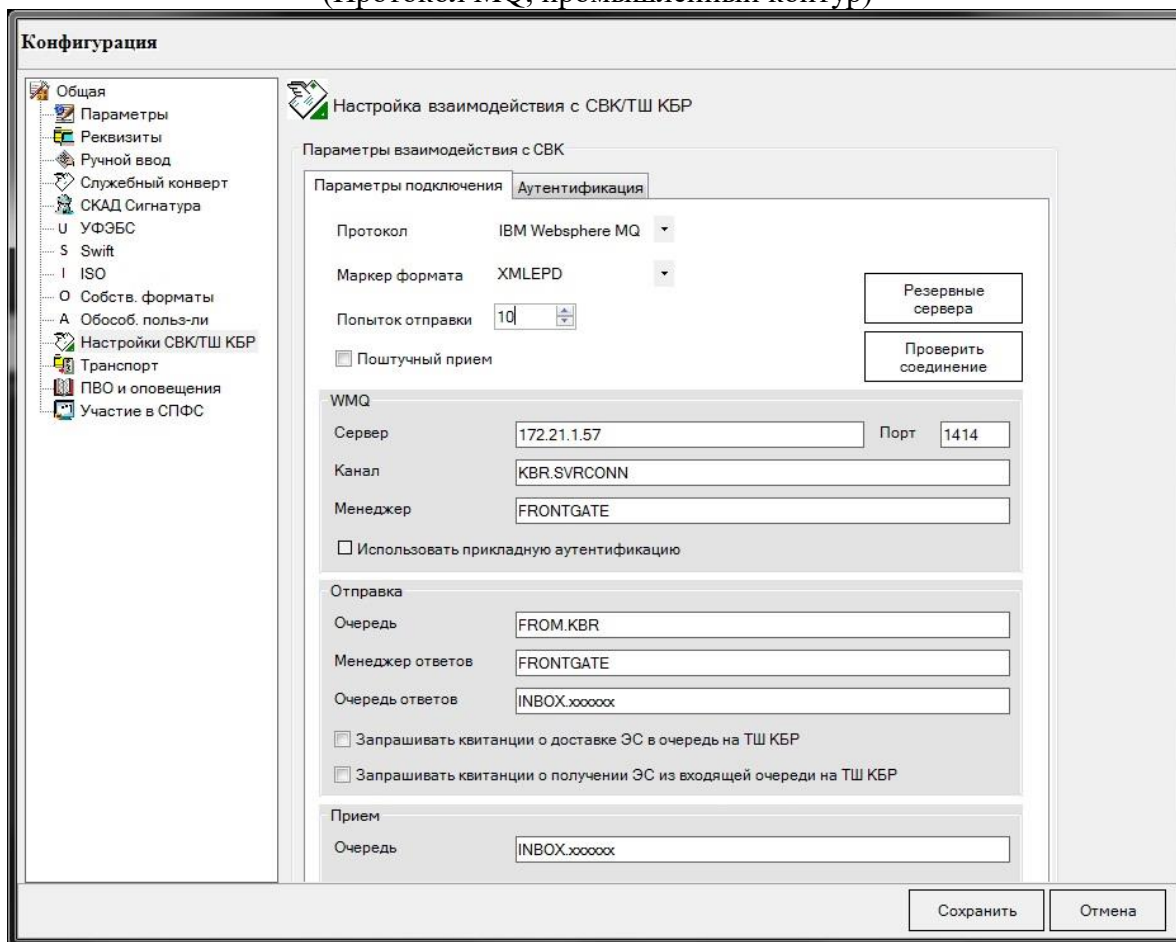 (Протокол MQ, промышленный контур)
Конфигурация
Общая
Параметры
Реквизиты
Ручной ввод
Служебный конверт
СКАД Сигнатура
U УФЭБС
S Swift
I ISO
O Собств. форматы
A Обособ. польз-ли
Настройки СВК/ТШ КБР
Транспорт
ПВО и оповещения
Участие в СПФС
Настройка взаимодействия с СВК/ТШ КБР
Параметры взаимодействия с СВК
Параметры подключения Аутентификация
Протокол IBM Websphere MQ
Маркер формата XMLEPD
Попыток отправки 10
Поштучный прием
Резервные
сервера
Проверить
соединение
WMQ
Сервер 172.21.1.57 Порт 1414
Канал KBR.SVRCONN
Менеджер FRONTGATE
Использовать прикладную аутентификацию
Отправка
Очередь FROM.KBR
Менеджер ответов FRONTGATE
Очередь ответов INBOX.xxxxxx
Запрашивать квитанции о доставке ЭС в очередь на ТШ КБР
Запрашивать квитанции о получении ЭС из входящей очереди на ТШ КБР
Прием
Очередь INBOX.xxxxxx
Сохранить Отмена